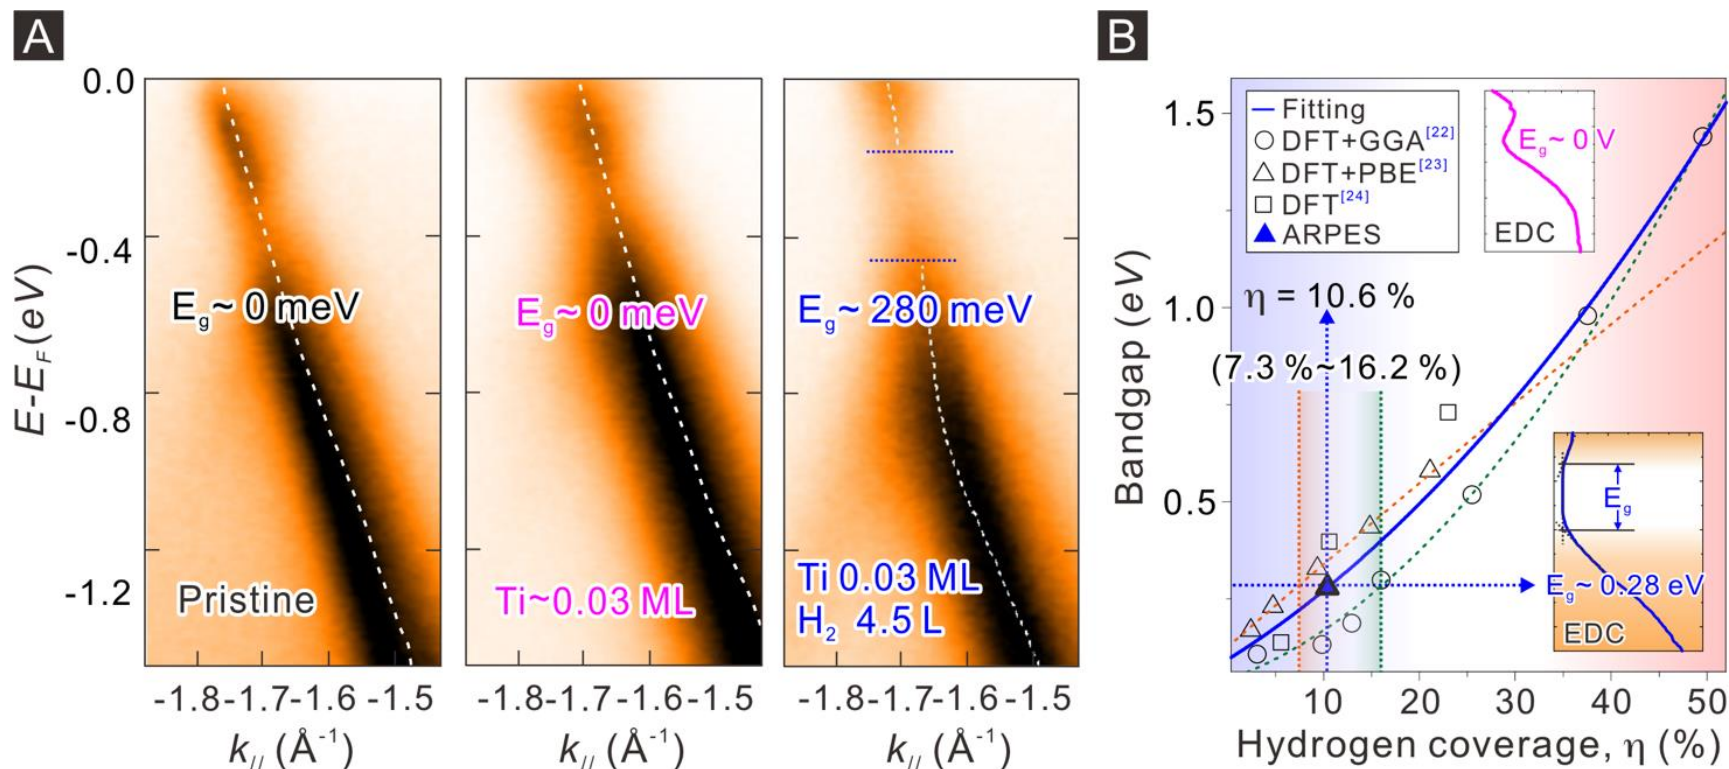 A
0.0
-0.4
-0.8
-1.2
E-E_F (eV)
E_g ~ 0 meV
Pristine
E_g ~ 0 meV
Ti~0.03 ML
E_g ~ 280 meV
Ti 0.03 ML
H_2 4.5 L
-1.8 -1.7 -1.6 -1.5
-1.8 -1.7 -1.6 -1.5
-1.8 -1.7 -1.6 -1.5
k_// (Å^-1)
k_// (Å^-1)
k_// (Å^-1)
B
1.5
1.0
0.5
Bandgap (eV)
Fitting
DFT+GGA[22]
DFT+PBE[23]
DFT[24]
ARPES
E_g ~ 0 V
EDC
η = 10.6 %
(7.3 %~16.2 %)
E_g
E_g ~ 0.28 eV
EDC
10 20 30 40 50
Hydrogen coverage, η (%)